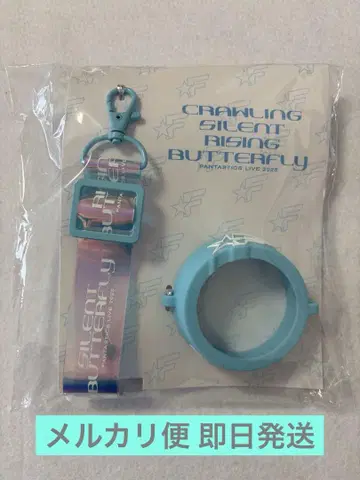 CRAWLING
SILENT
RISING
BUTTERFLY
FANTASTICS LIVE 2025
SILENT
BUTTERFLY
メルカリ便 即日発送